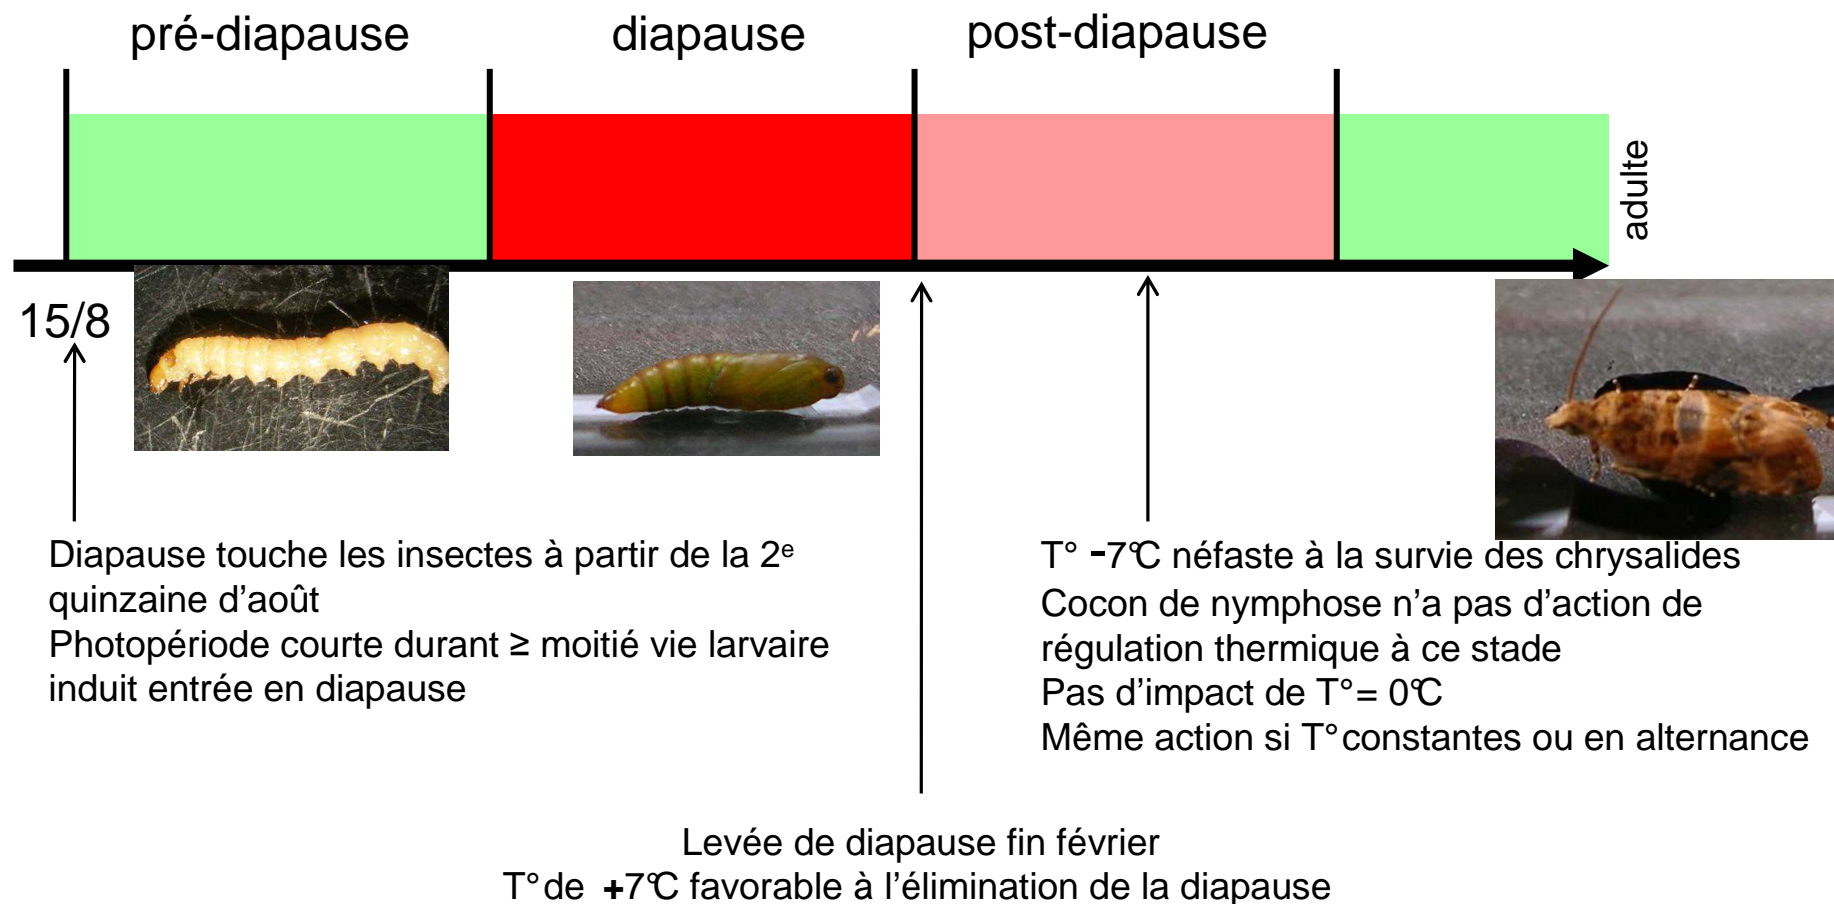 pré-diapause
diapause
post-diapause
adulte
15/8
Diapause touche les insectes à partir de la 2e
quinzaine d'août
Photopériode courte durant ≥ moitié vie larvaire
induit entrée en diapause
T° -7°C néfaste à la survie des chrysalides
Cocon de nymphose n'a pas d'action de
régulation thermique à ce stade
Pas d'impact de T°= 0°C
Même action si T° constantes ou en alternance
Levée de diapause fin février
T° de +7°C favorable à l'élimination de la diapause